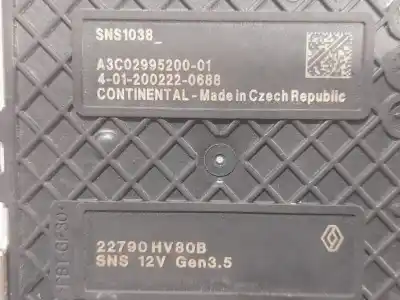 SNS1038_
A3C02995200-01
4-01-200222-0688
CONTINENTAL - Made in Czech Republic
22790 HV80B
SNS 12V Gen3.5